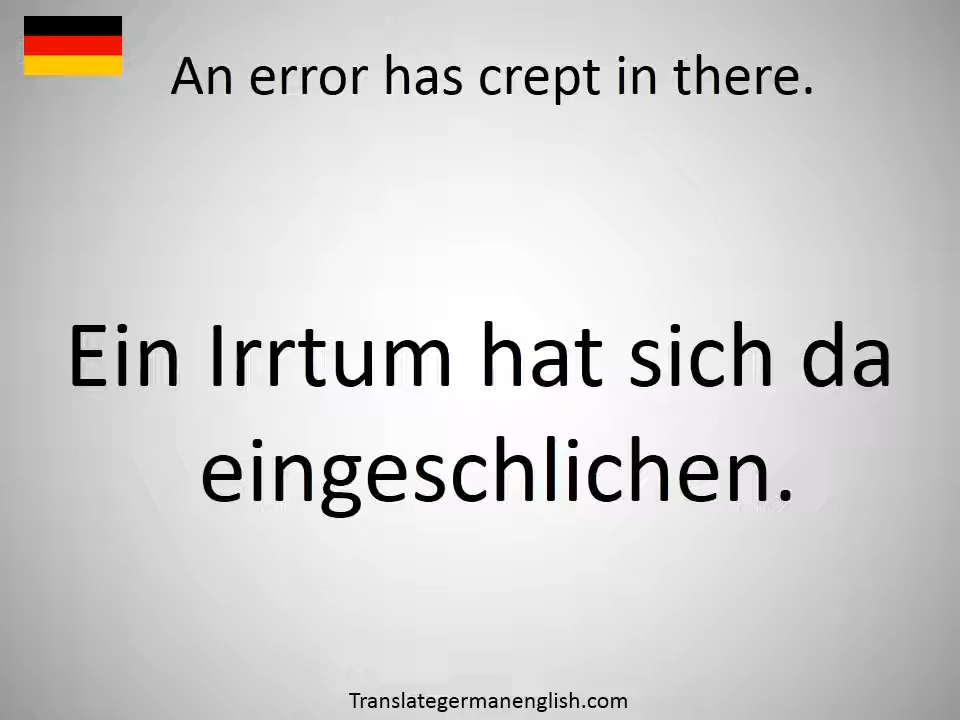 An error has crept in there.
Ein Irrtum hat sich da
eingeschlichen.
Translategermanenglish.com